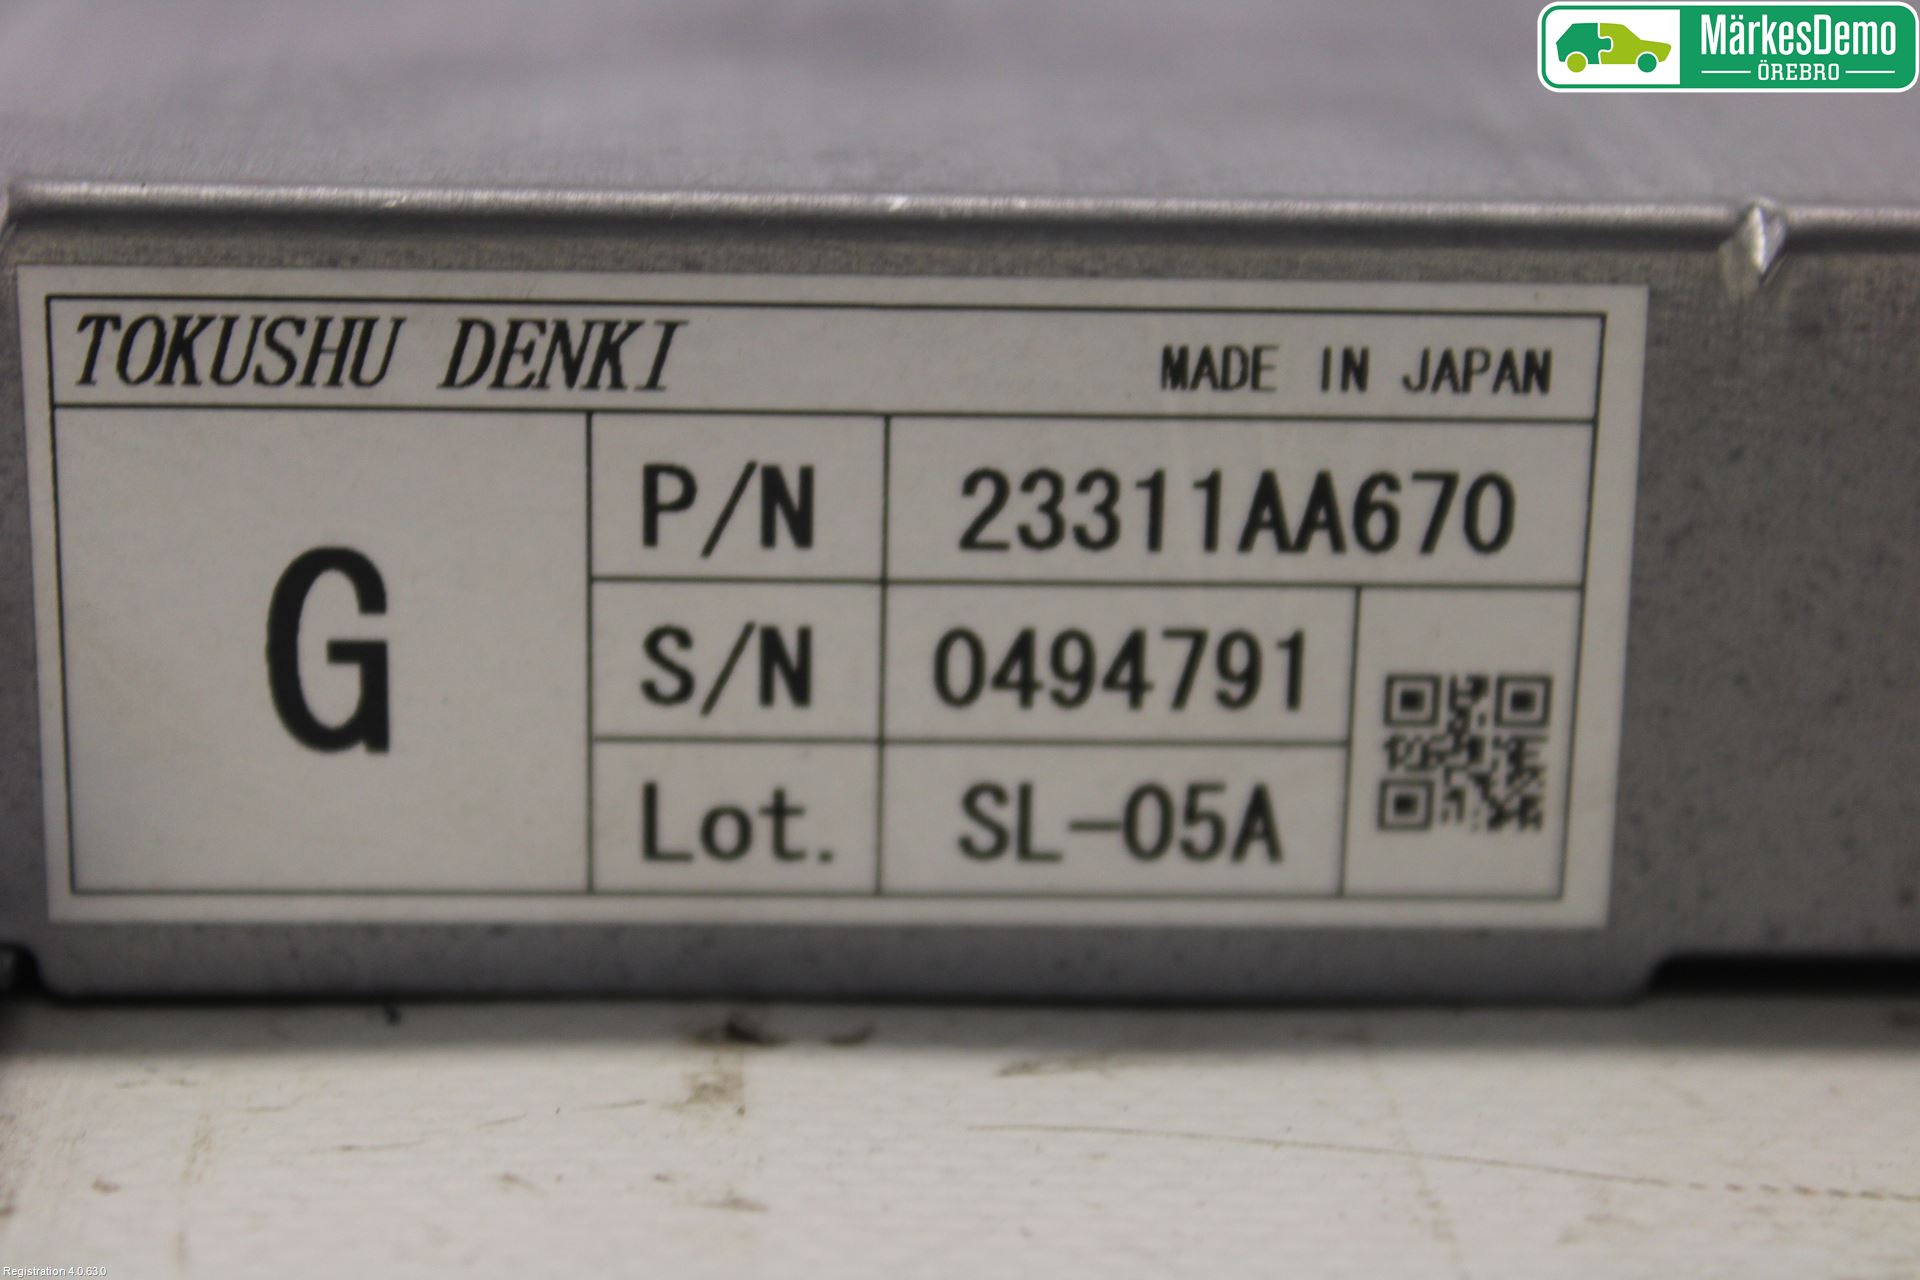 MärkesDemo
ÖREBRO
TOKUSHU DENKI MADE IN JAPAN
G
P/N 23311AA670
S/N 0494791
Lot. SL-05A
Registration 4.0.63.0